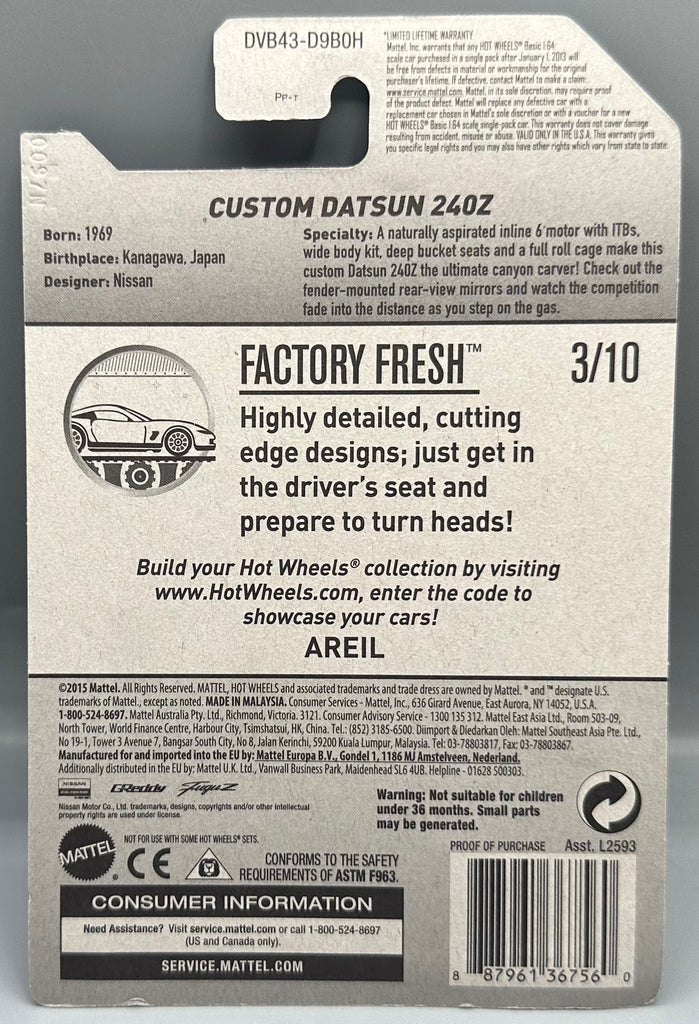 DVB43-D9B0H
PP-T
*LIMITED LIFETIME WARRANTY
Mattel, Inc. warrants that any HOT WHEELS® Basic 1:64
scale car purchased in a single pack after January 1, 2013 will
be free from defects in material or workmanship for the original
purchaser's lifetime. If defective, contact Mattel to make a claim:
www.service.mattel.com. Mattel, in its sole discretion, may require proof
of the product defect. Mattel will replace any defective car with a
replacement car chosen in Mattel's sole discretion or with a voucher for a new
HOT WHEELS® Basic 1:64 scale single-pack car. This warranty does not cover damage
resulting from accident, misuse or abuse. VALID ONLY IN THE U.S.A. This warranty gives
you specific legal rights and you may also have other rights which vary from state to state.
CUSTOM DATSUN 240Z
Born: 1969
Birthplace: Kanagawa, Japan
Designer: Nissan
Specialty: A naturally aspirated inline 6 motor with ITBs,
wide body kit, deep bucket seats and a full roll cage make this
custom Datsun 240Z the ultimate canyon carver! Check out the
fender-mounted rear-view mirrors and watch the competition
fade into the distance as you step on the gas.
FACTORY FRESH™ 3/10
Highly detailed, cutting
edge designs; just get in
the driver's seat and
prepare to turn heads!
Build your Hot Wheels® collection by visiting
www.HotWheels.com, enter the code to
showcase your cars!
AREIL
©2015 Mattel. All Rights Reserved. MATTEL, HOT WHEELS and associated trademarks and trade dress are owned by Mattel. ® and ™ designate U.S.
trademarks of Mattel, except as noted. MADE IN MALAYSIA. Consumer Services - Mattel, Inc., 636 Girard Avenue, East Aurora, NY 14052, U.S.A.
1-800-524-8697. Mattel Australia Pty. Ltd., Richmond, Victoria. 3121. Consumer Advisory Service - 1300 135 312. Mattel East Asia Ltd., Room 503-09,
North Tower, World Finance Centre, Harbour City, Tsimshatsui, HK, China. Tel.: (852) 3185-6500. Diimport & Diedarkan Oleh: Mattel Southeast Asia Pte. Ltd.,
No 19-1, Tower 3 Avenue 7, Bangsar South City, No 8, Jalan Kerinchi, 59200 Kuala Lumpur, Malaysia. Tel: 03-78803817, Fax: 03-78803867.
Manufactured for and imported into the EU by: Mattel Europa B.V., Gondel 1, 1186 MJ Amstelveen, Nederland.
Additionally distributed in the EU by: Mattel U.K. Ltd., Vanwall Business Park, Maidenhead SL6 4UB. Helpline - 01628 500303.
NISSAN GReddy FuguZ
Nissan Motor Co., Ltd. trademarks, designs, copyrights and/or other intellectual
property rights are used under license.
Warning: Not suitable for children
under 36 months. Small parts
may be generated.
MATTEL
NOT FOR USE WITH SOME HOT WHEELS® SETS.
CE
CONFORMS TO THE SAFETY
REQUIREMENTS OF ASTM F963.
PROOF OF PURCHASE Asst. L2593
CONSUMER INFORMATION
Need Assistance? Visit service.mattel.com or call 1-800-524-8697
(US and Canada only).
SERVICE.MATTEL.COM
8 87961 36756 0